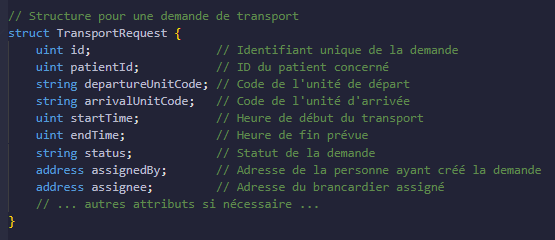 // Structure pour une demande de transport
struct TransportRequest {
    uint id;                 // Identifiant unique de la demande
    uint patientId;          // ID du patient concerné
    string departureUnitCode; // Code de l'unité de départ
    string arrivalUnitCode;   // Code de l'unité d'arrivée
    uint startTime;          // Heure de début du transport
    uint endTime;            // Heure de fin prévue
    string status;           // Statut de la demande
    address assignedBy;      // Adresse de la personne ayant créé la demande
    address assignee;        // Adresse du brancardier assigné
    // ... autres attributs si nécessaire ...
}